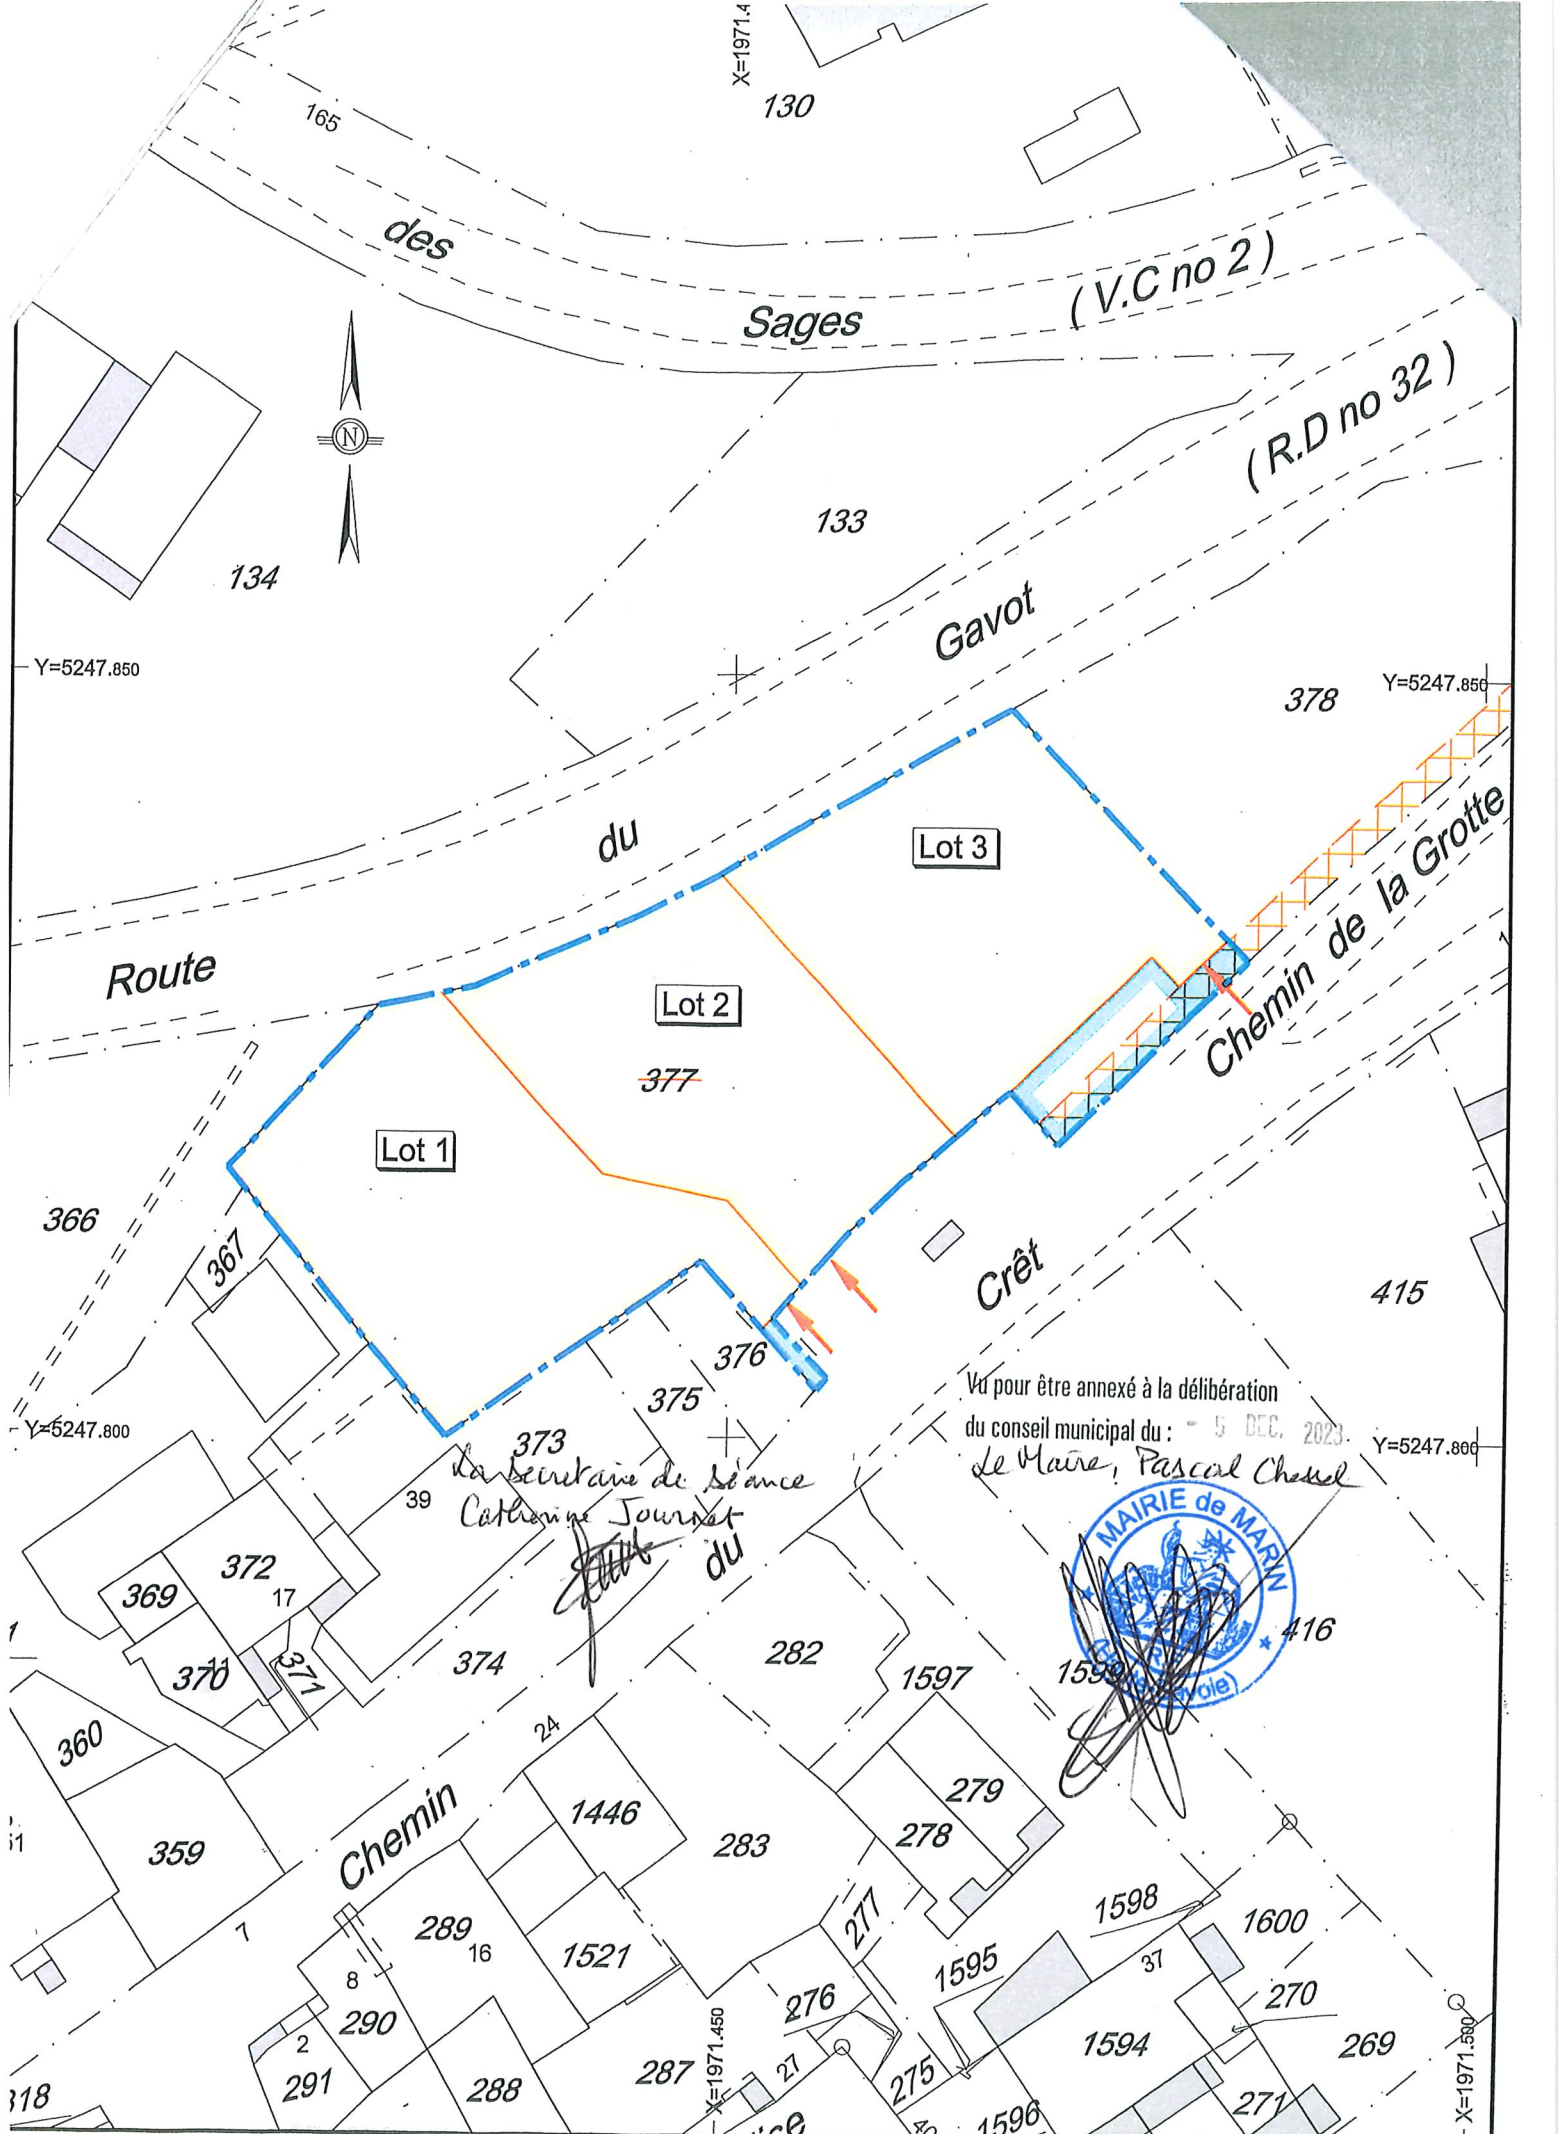 X=1971.4
130
165
des
Sages
( V.C no 2 )
( R.D no 32 )
N
133
134
Gavot
Y=5247.850
Y=5247.850
378
du
Lot 3
Chemin de la Grotte
Route
Lot 2
377
Lot 1
366
367
Crêt
415
376
375
Vu pour être annexé à la délibération
du conseil municipal du : - 5 DEC. 2023
Le Maire, Pascal Chessel
Y=5247.800
Y=5247.800
373
La secrétaire de séance
Catherine Journet
39
du
MAIRIE de MARIN
372
369
17
370
11
371
374
282
1597
1599
416
360
24
279
1446
278
283
359
Chemin
1598
277
1600
7
289
16
1521
1595
37
8
290
276
270
2
1594
269
291
288
287
X=1971.450
27
275
271
X=1971.500
318
1596